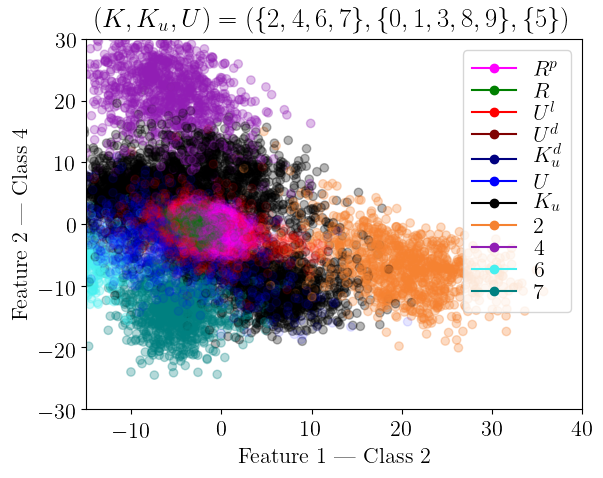 (K, K_u, U) = ({2, 4, 6, 7}, {0, 1, 3, 8, 9}, {5})
30
20
10
0
−10
−20
−30
Feature 2 — Class 4
−10
0
10
20
30
40
Feature 1 — Class 2
R^p
R
U^l
U^d
K_u^d
U
K_u
2
4
6
7